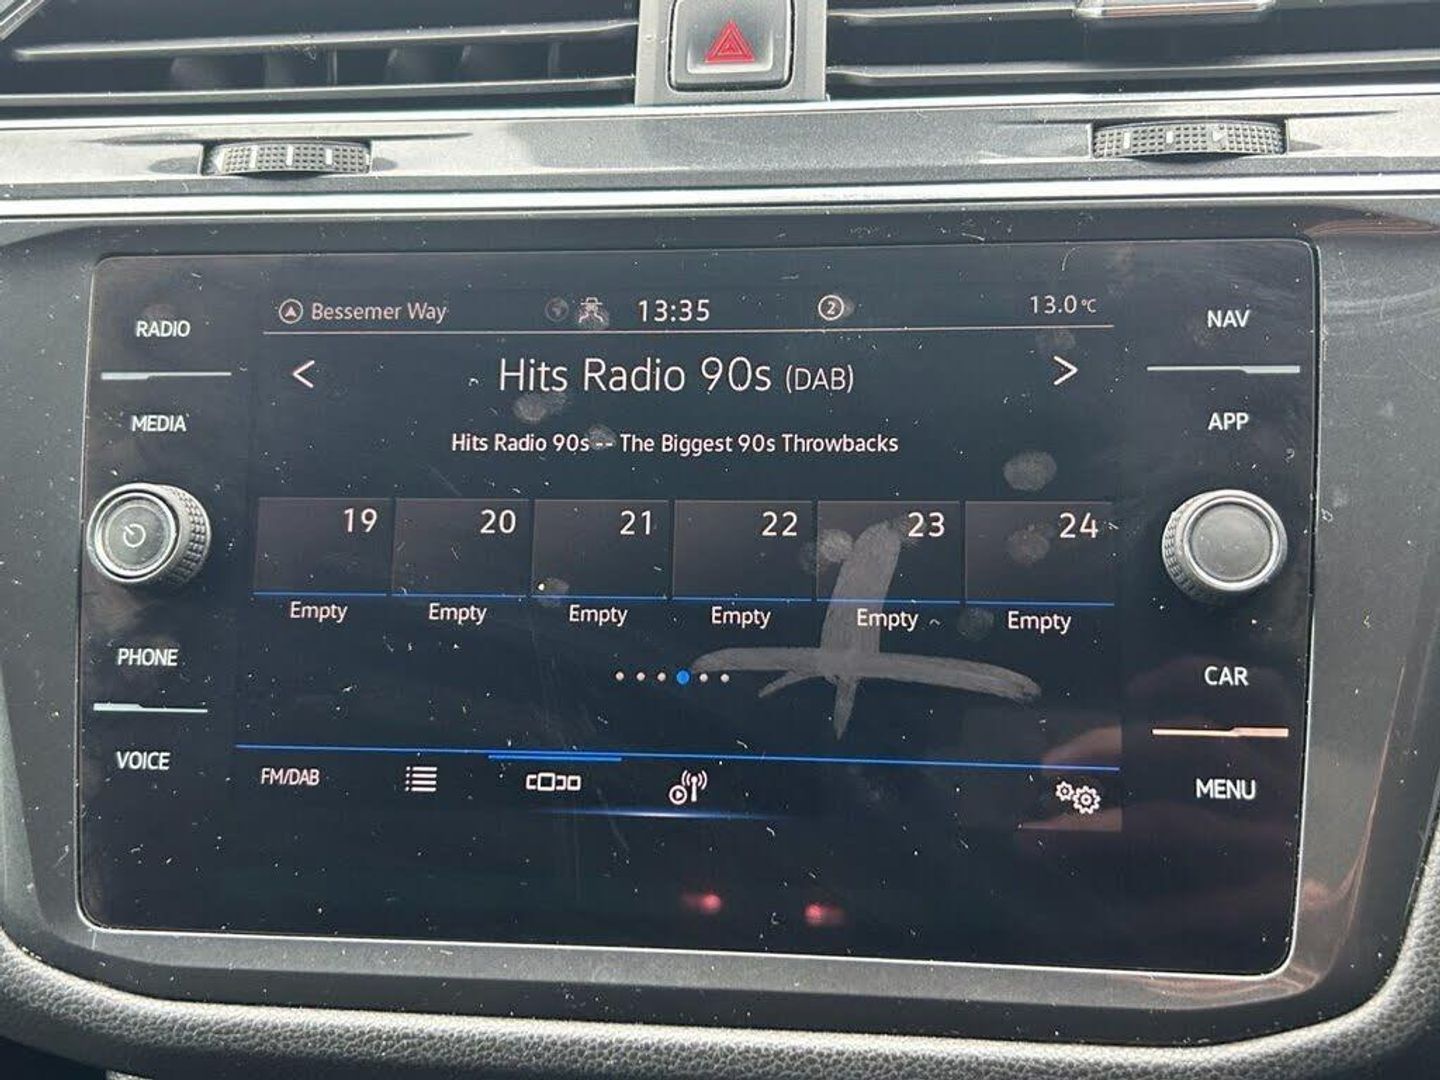 Bessemer Way 13:35 2 13.0°C
RADIO
NAV
< Hits Radio 90s (DAB) >
MEDIA
APP
Hits Radio 90s -- The Biggest 90s Throwbacks
19 20 21 22 23 24
Empty Empty Empty Empty Empty Empty
PHONE
CAR
VOICE
FM/DAB
MENU